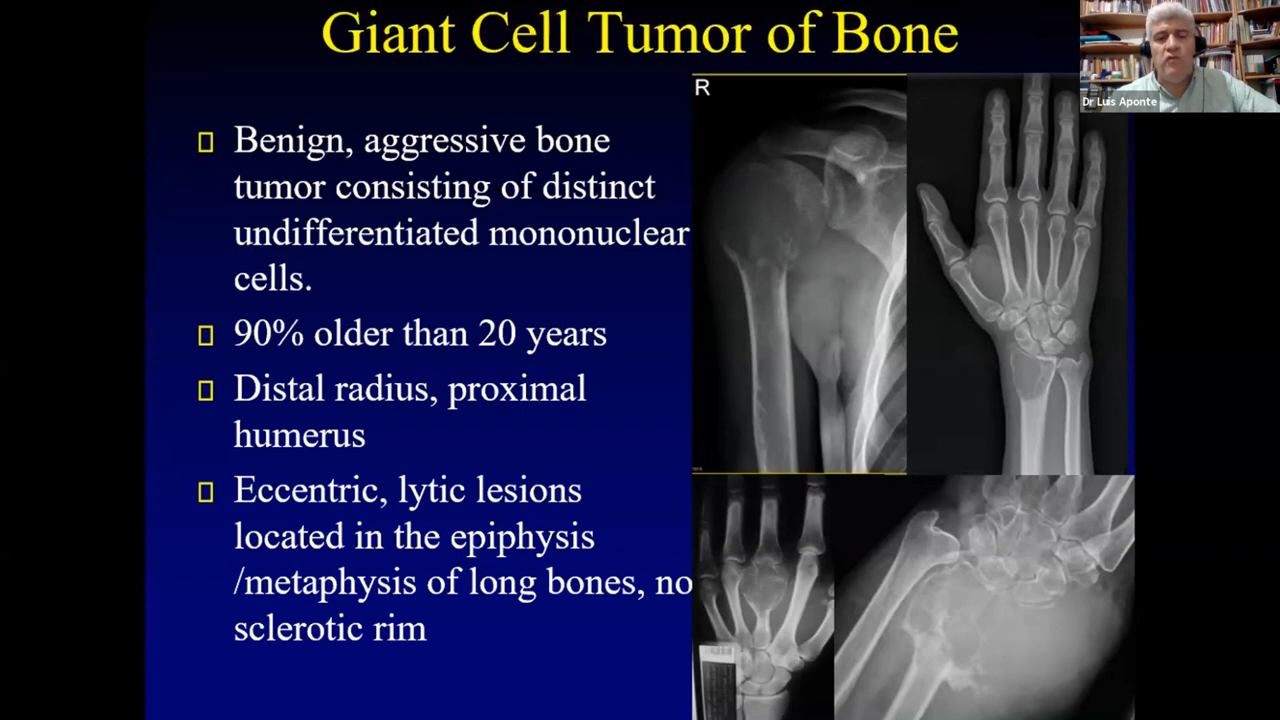 Giant Cell Tumor of Bone
Dr Luis Aponte
R
Benign, aggressive bone
tumor consisting of distinct
undifferentiated mononuclear
cells.
90% older than 20 years
Distal radius, proximal
humerus
Eccentric, lytic lesions
located in the epiphysis
/metaphysis of long bones, no
sclerotic rim